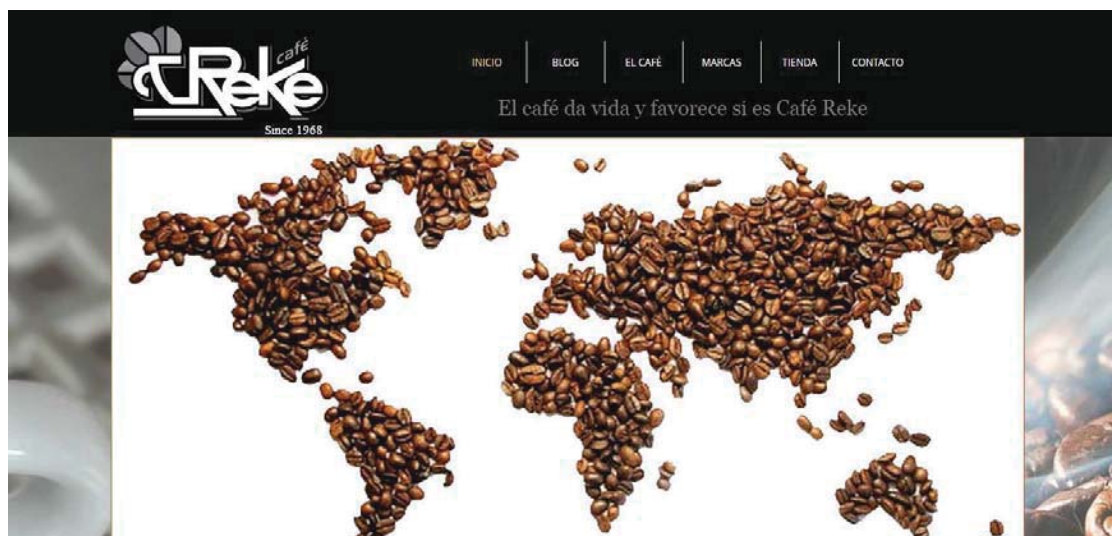 café
Reke
Since 1968
INICIO
BLOG
EL CAFÉ
MARCAS
TIENDA
CONTACTO
El café da vida y favorece si es Café Reke